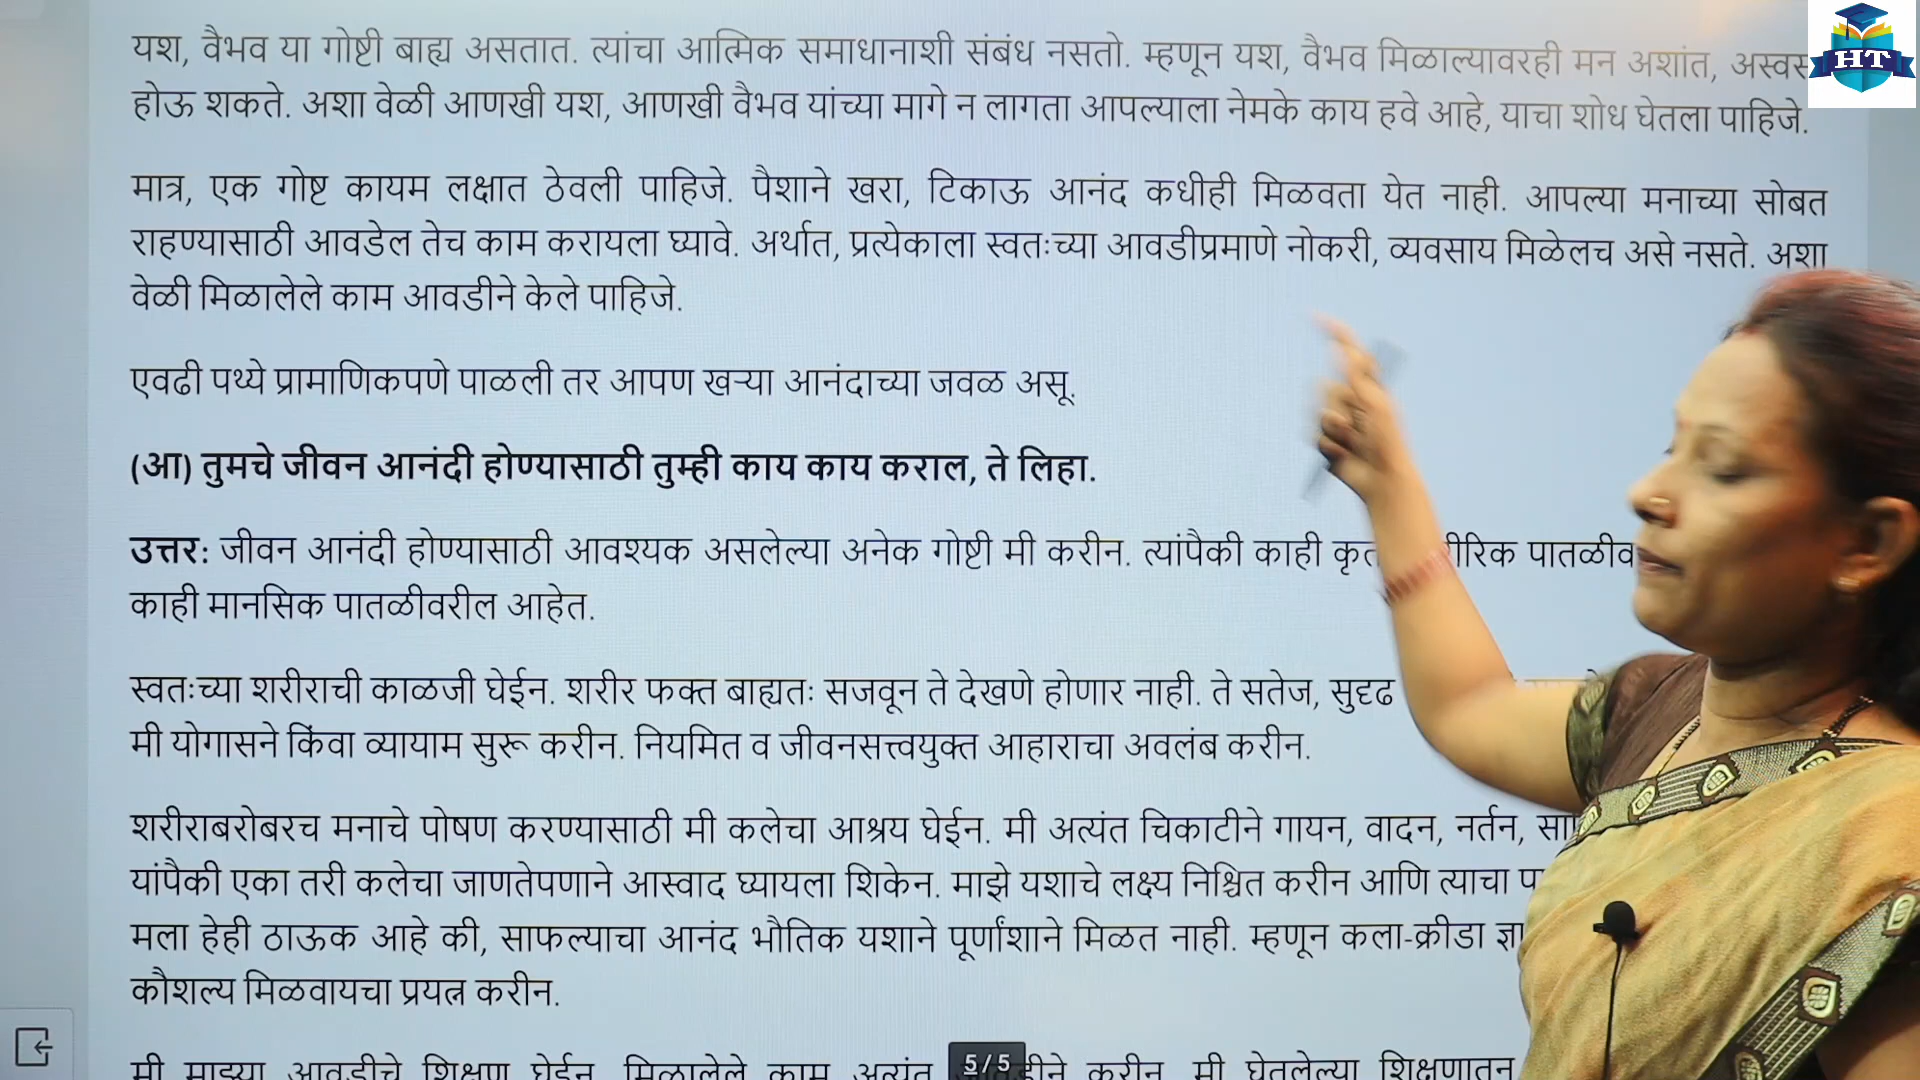 यश, वैभव या गोष्टी बाह्य असतात. त्यांचा आत्मिक समाधानाशी संबंध नसतो. म्हणून यश, वैभव मिळाल्यावरही मन अशांत,
HT
होऊ शकते. अशा वेळी आणखी यश, आणखी वैभव यांच्या मागे न लागता आपल्याला नेमके काय हवे आहे, याचा शोध घेतला पाहिजे.
मात्र, एक गोष्ट कायम लक्षात ठेवली पाहिजे. पैशाने खरा, टिकाऊ आनंद कधीही मिळवता येत नाही. आपल्या मनाच्या सोबत
राहण्यासाठी आवडेल तेच काम करायला घ्यावे. अर्थात, प्रत्येकाला स्वतःच्या आवडीप्रमाणे नोकरी, व्यवसाय मिळेलच असे नसते. अशा
वेळी मिळालेले काम आवडीने केले पाहिजे.
एवढी पथ्ये प्रामाणिकपणे पाळली तर आपण खऱ्या आनंदाच्या जवळ असू.
(आ) तुमचे जीवन आनंदी होण्यासाठी तुम्ही काय काय कराल, ते लिहा.
उत्तर: जीवन आनंदी होण्यासाठी आवश्यक असलेल्या अनेक गोष्टी मी करीन. त्यांपैकी काही
काही मानसिक पातळीवरील आहेत.
स्वतःच्या शरीराची काळजी घेईन. शरीर फक्त बाह्यतः सजवून ते देखणे होणार नाही. ते सतेज, सुदृढ
मी योगासने किंवा व्यायाम सुरू करीन. नियमित व जीवनसत्त्वयुक्त आहाराचा अवलंब करीन.
शरीराबरोबरच मनाचे पोषण करण्यासाठी मी कलेचा आश्रय घेईन. मी अत्यंत चिकाटीने गायन, वादन, नर्तन,
यांपैकी एका तरी कलेचा जाणतेपणाने आस्वाद घ्यायला शिकेन. माझे यशाचे लक्ष्य निश्चित करीन आणि त्याचा
मला हेही ठाऊक आहे की, साफल्याचा आनंद भौतिक यशाने पूर्णांशाने मिळत नाही. म्हणून कला-क्रीडा
कौशल्य मिळवायचा प्रयत्न करीन.
मी माझ्या आवडीचे शिक्षण घेईन. मिळालेले काम अत्यंत करीन. मी घेतलेल्या शिक्षणातून
5/5